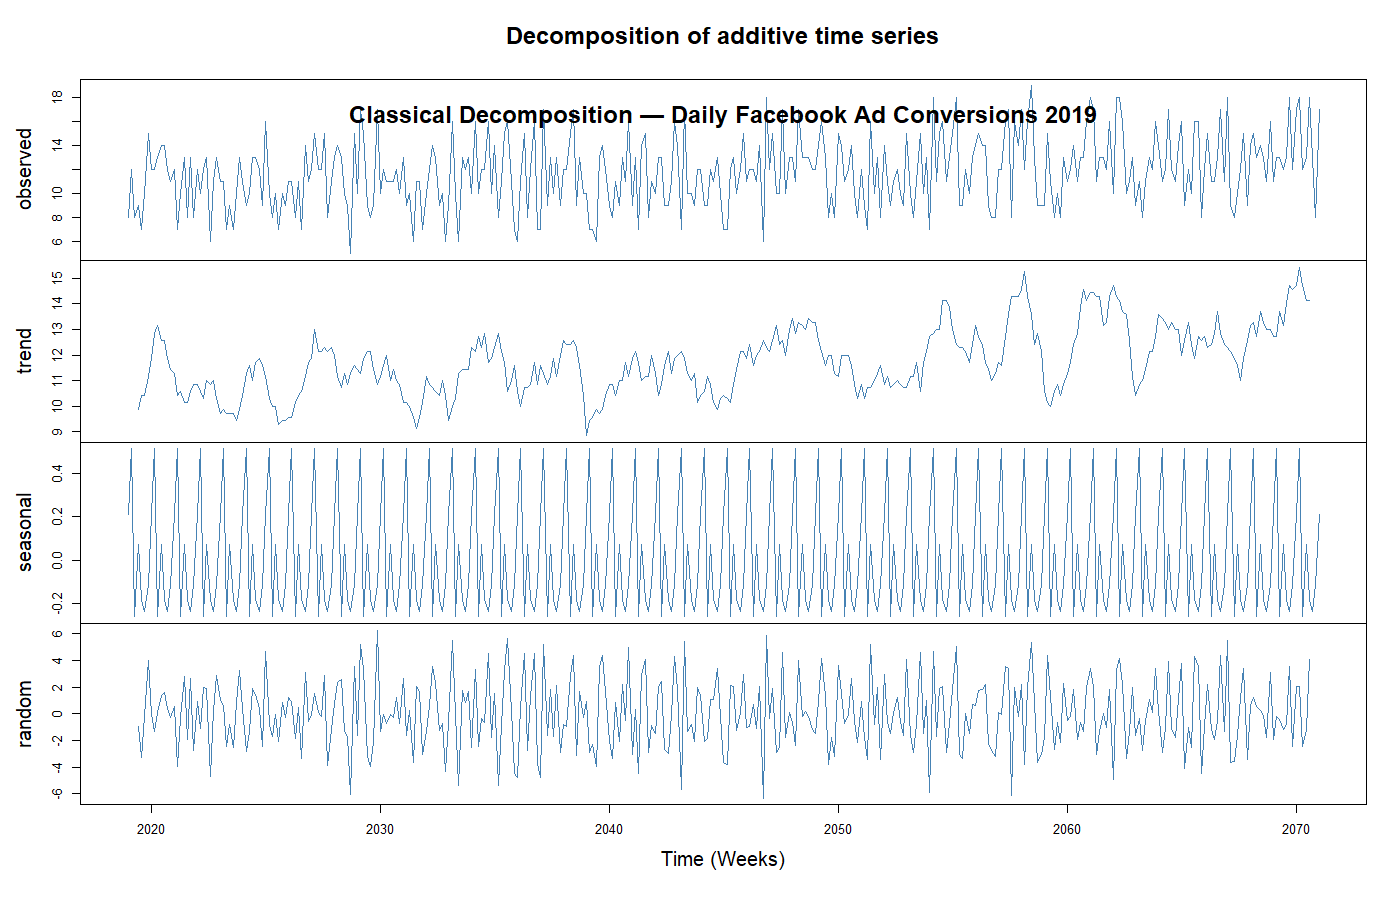 Decomposition of additive time series
Classical Decomposition — Daily Facebook Ad Conversions 2019
observed
18
14
10
8
6
trend
15
14
13
12
11
10
9
seasonal
0.4
0.2
0.0
-0.2
random
6
4
2
0
-2
-4
-6
2020 2030 2040 2050 2060 2070
Time (Weeks)